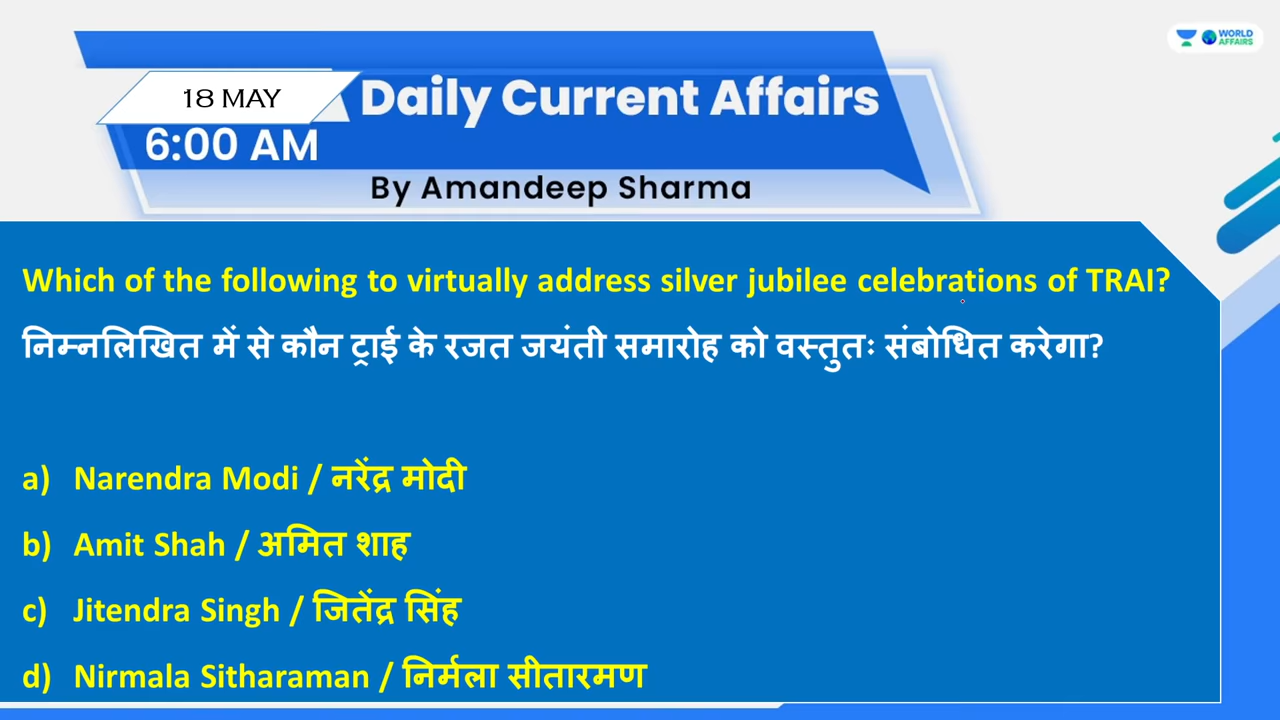 WORLD
AFFAIRS
18 MAY
Daily Current Affairs
6:00 AM
By Amandeep Sharma
Which of the following to virtually address silver jubilee celebrations of TRAI?
निम्नलिखित में से कौन ट्राई के रजत जयंती समारोह को वस्तुतः संबोधित करेगा?
a) Narendra Modi / नरेंद्र मोदी
b) Amit Shah / अमित शाह
c) Jitendra Singh / जितेंद्र सिंह
d) Nirmala Sitharaman / निर्मला सीतारमण